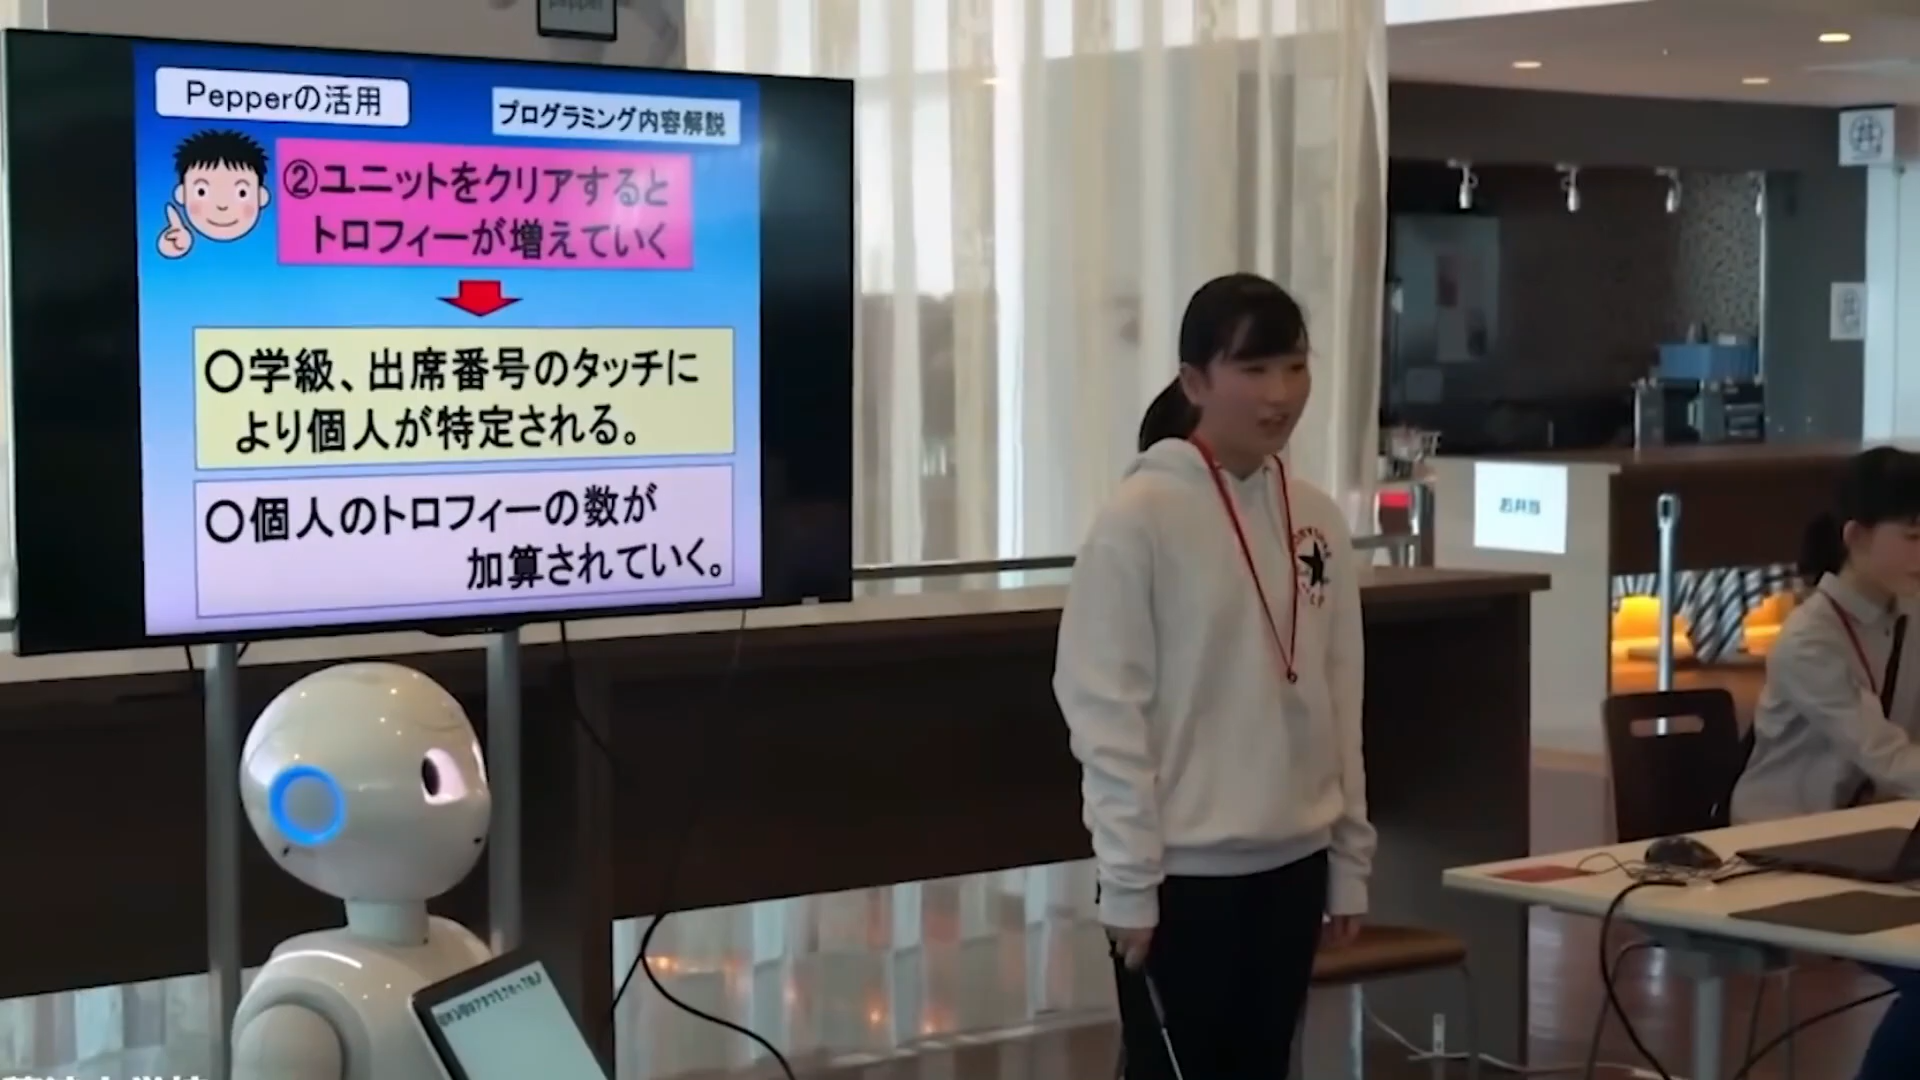 pepper
Pepperの活用
プログラミング内容解説
②ユニットをクリアすると
トロフィーが増えていく
〇学級、出席番号のタッチに
より個人が特定される。
〇個人のトロフィーの数が
加算されていく。
お弁当